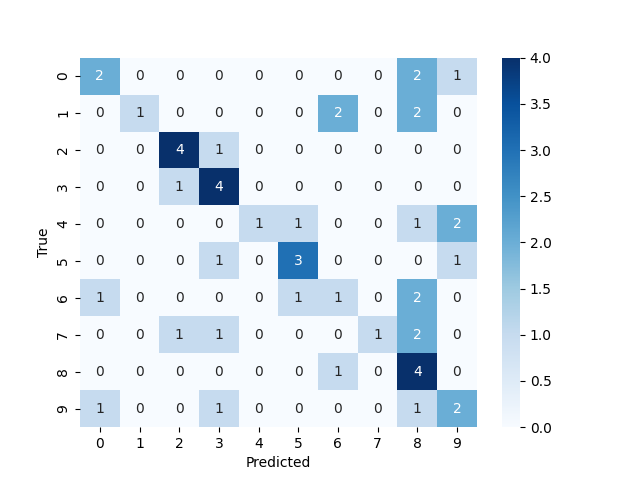 0 2 0 0 0 0 0 0 0 2 1
1 0 1 0 0 0 0 2 0 2 0
2 0 0 4 1 0 0 0 0 0 0
3 0 0 1 4 0 0 0 0 0 0
4 0 0 0 0 1 1 0 0 1 2
5 0 0 0 1 0 3 0 0 0 1
6 1 0 0 0 0 1 1 0 2 0
7 0 0 1 1 0 0 0 1 2 0
8 0 0 0 0 0 0 1 0 4 0
9 1 0 0 1 0 0 0 0 1 2
0 1 2 3 4 5 6 7 8 9
Predicted
True
4.0
3.5
3.0
2.5
2.0
1.5
1.0
0.5
0.0